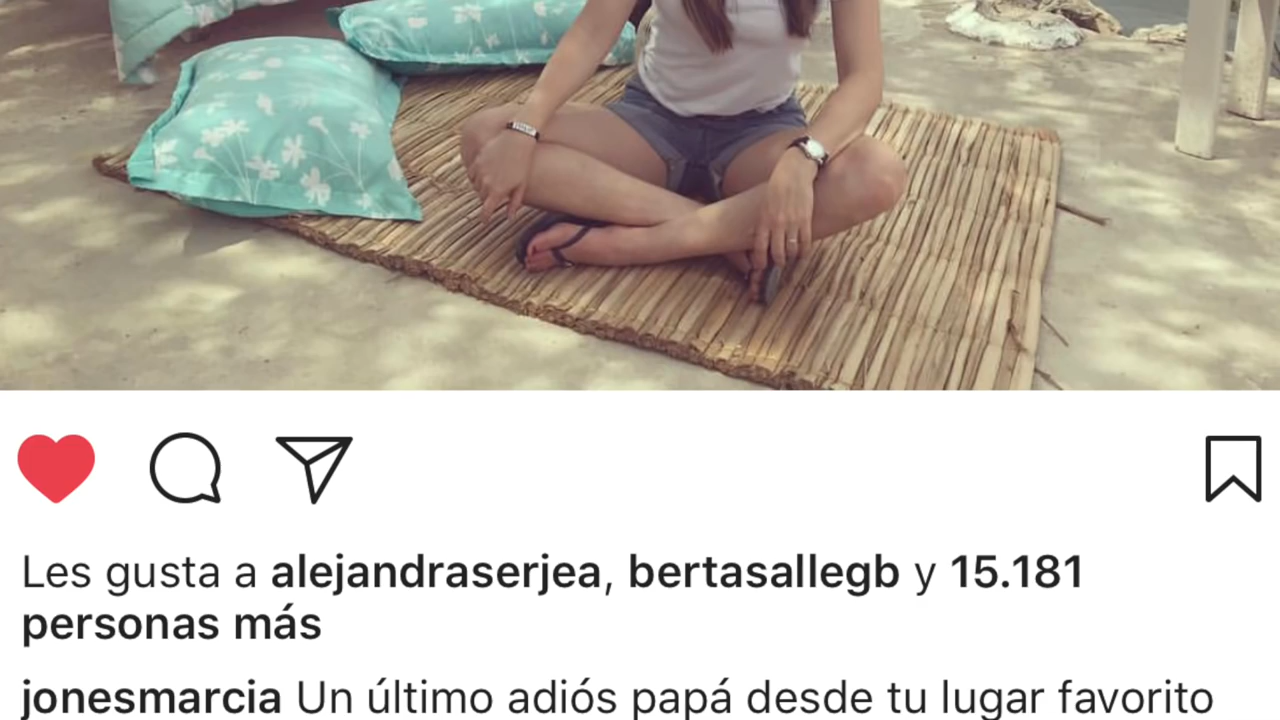 Les gusta a alejandraserjea, bertasallegb y 15.181
personas más
jonesmarcia Un último adiós papá desde tu lugar favorito